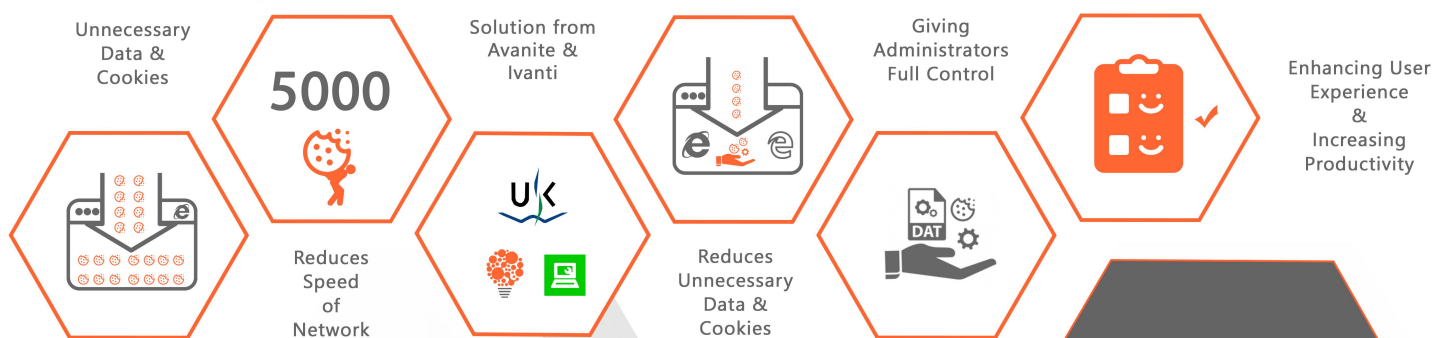 Unnecessary
Data &
Cookies
5000
Reduces
Speed
of
Network
Solution from
Avanite &
Ivanti
UK
Reduces
Unnecessary
Data &
Cookies
Giving
Administrators
Full Control
DAT
Enhancing User
Experience
&
Increasing
Productivity